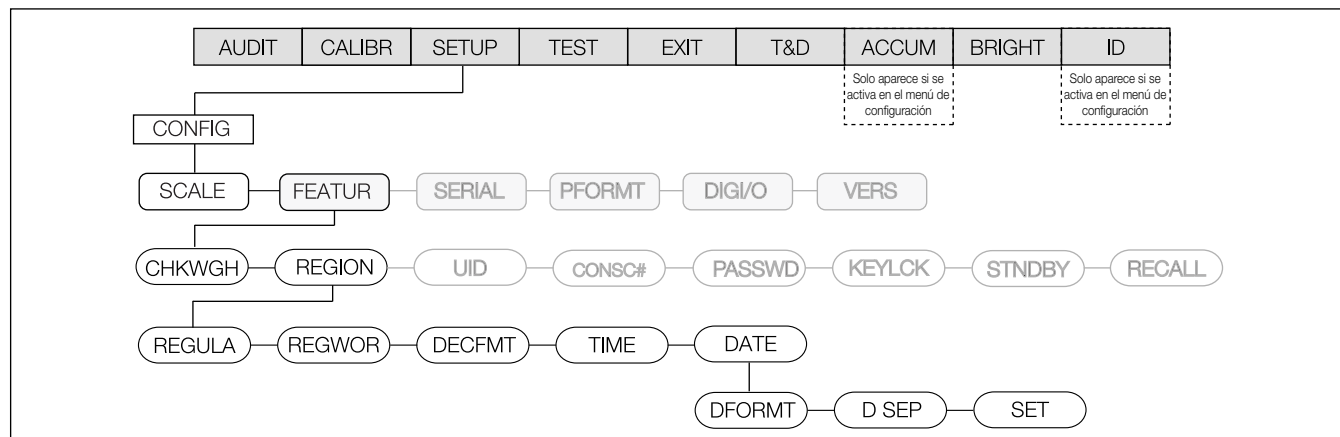 AUDIT CALIBR SETUP TEST EXIT T&D ACCUM BRIGHT ID
Solo aparece si se
activa en el menú de
configuración
Solo aparece si se
activa en el menú de
configuración
CONFIG
SCALE FEATUR SERIAL PFORMT DIGI/O VERS
CHKWGH REGION UID CONSC# PASSWD KEYLCK STNDBY RECALL
REGULA REGWOR DECFMT TIME DATE
DFORMT D SEP SET